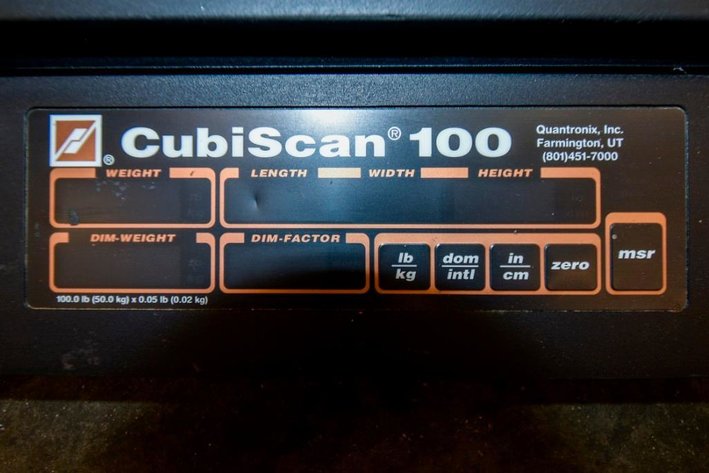 CubiScan® 100
Quantronix, Inc.
Farmington, UT
(801)451-7000
®
WEIGHT
LENGTH WIDTH HEIGHT
DIM-WEIGHT
DIM-FACTOR
lb
kg
dom
intl
in
cm
zero
msr
100.0 lb (50.0 kg) x 0.05 lb (0.02 kg)